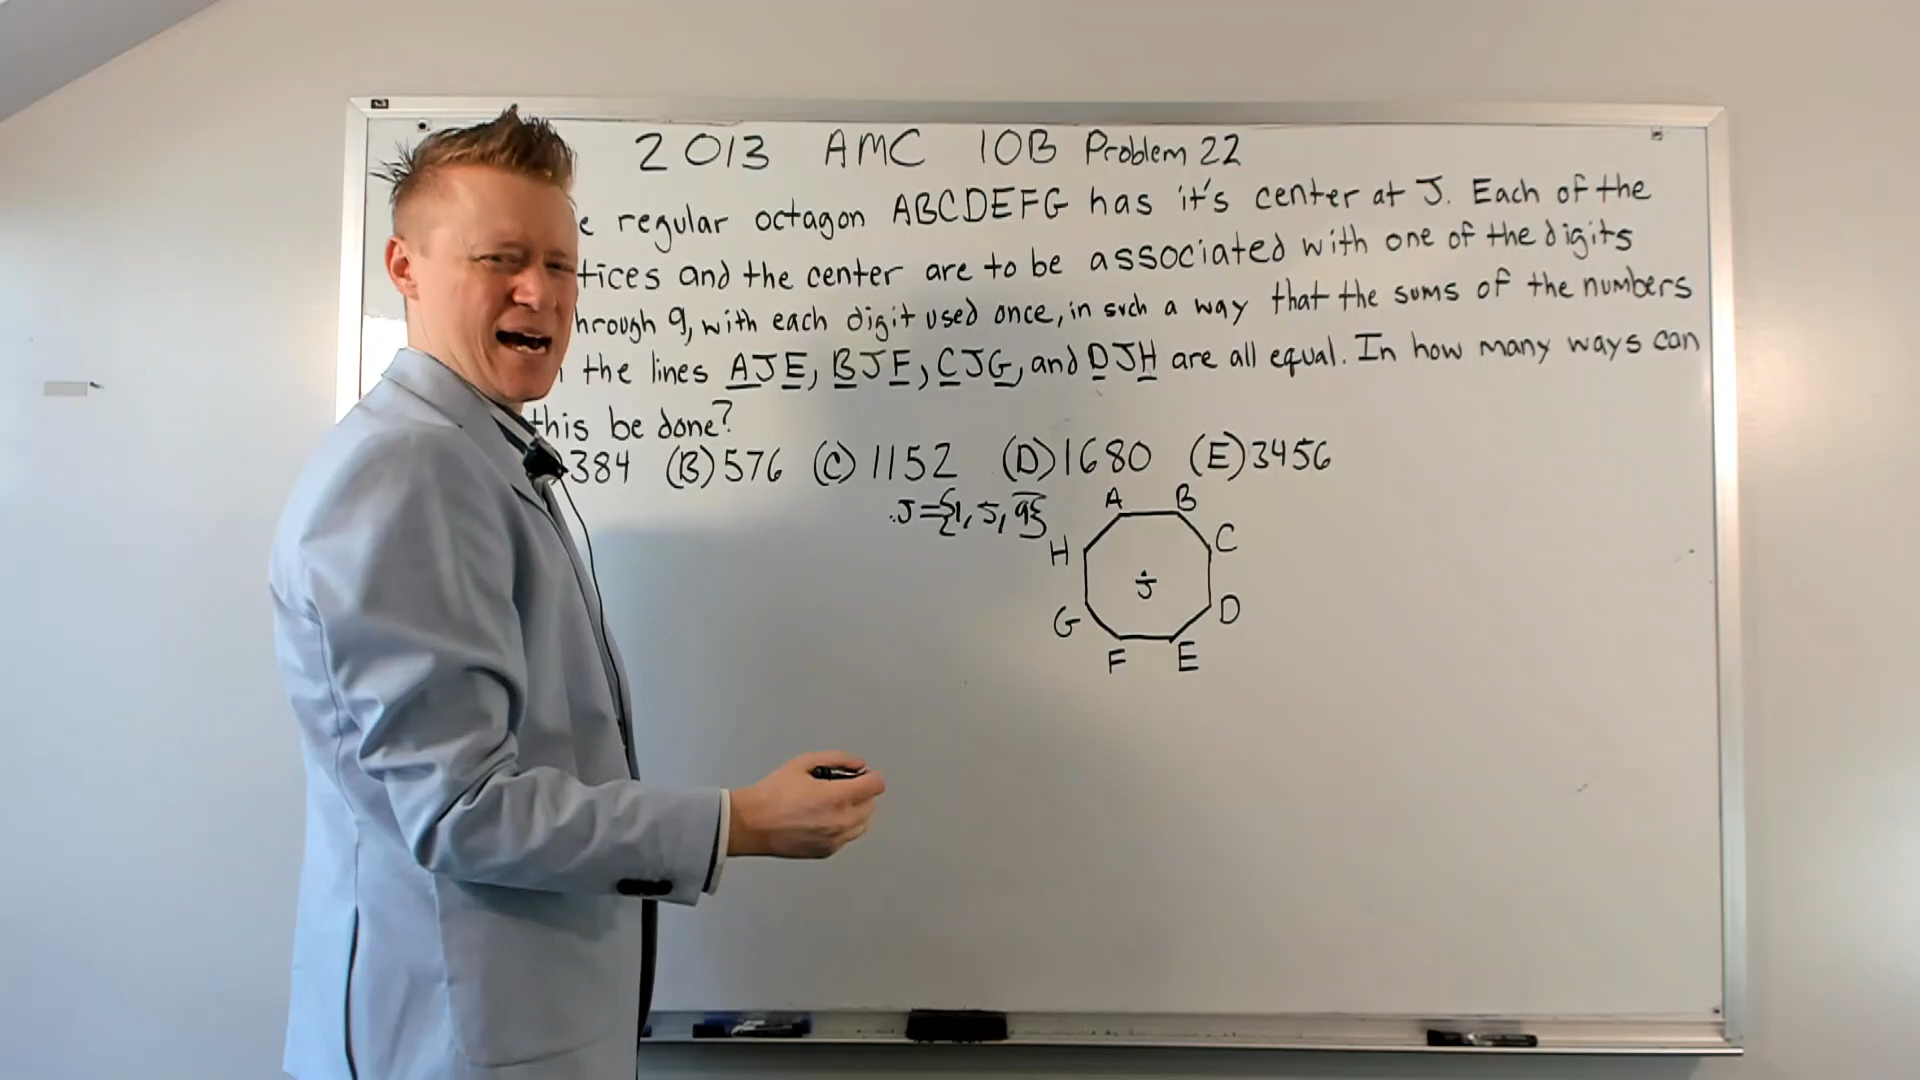 2013 AMC 10B Problem 22
e regular octagon ABCDEFG has it's center at J. Each of the
tices and the center are to be associated with one of the digits
hrough 9, with each digit used once, in such a way that the sums of the numbers
the lines AJE, BJF, CJG, and DJH are all equal. In how many ways can
this be done?
384 (B) 576 (C) 1152 (D) 1680 (E) 3456
J={1, 5, 9}
A B
H C
J
G D
F E